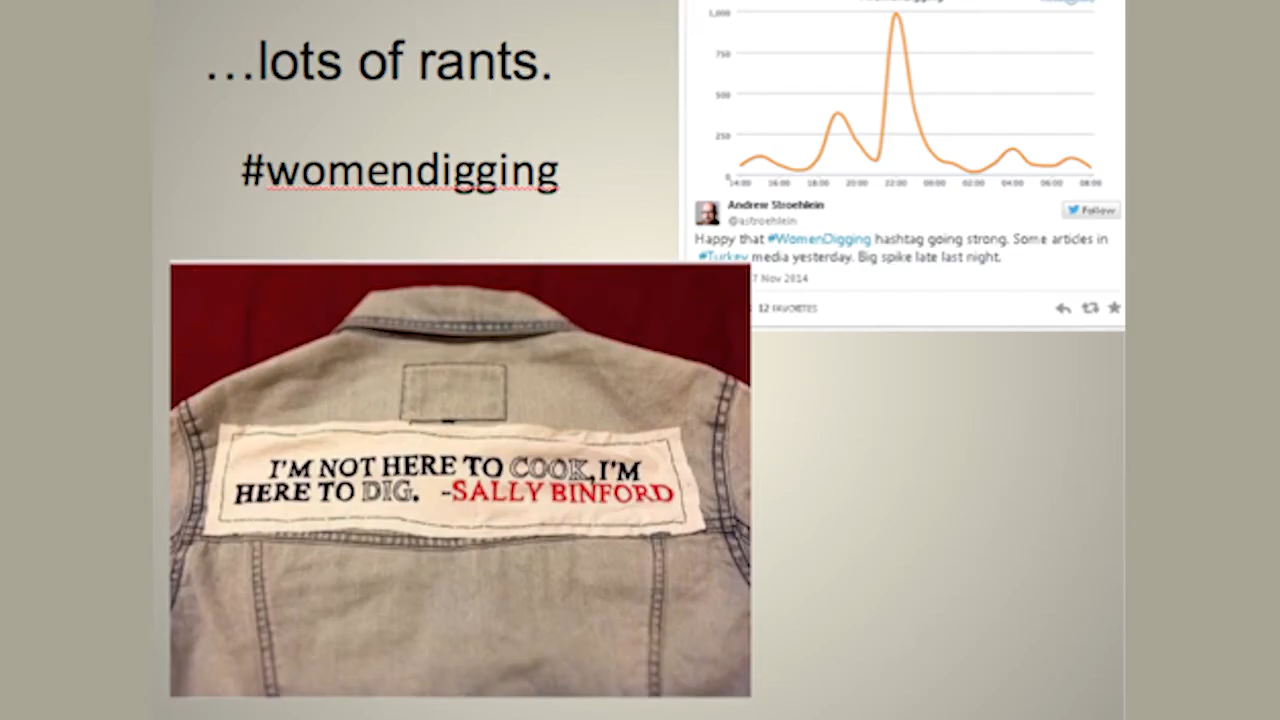 …lots of rants.
#womendigging
1,000
750
500
250
0
14:00 16:00 18:00 20:00 22:00 00:00 02:00 04:00 06:00 08:00
Andrew Stroehlein
@astroehlein
Follow
Happy that #WomenDigging hashtag going strong. Some articles in
#Turkey media yesterday. Big spike late last night.
7 Nov 2014
12 FAVORITES
I'M NOT HERE TO COOK, I'M
HERE TO DIG. -SALLY BINFORD